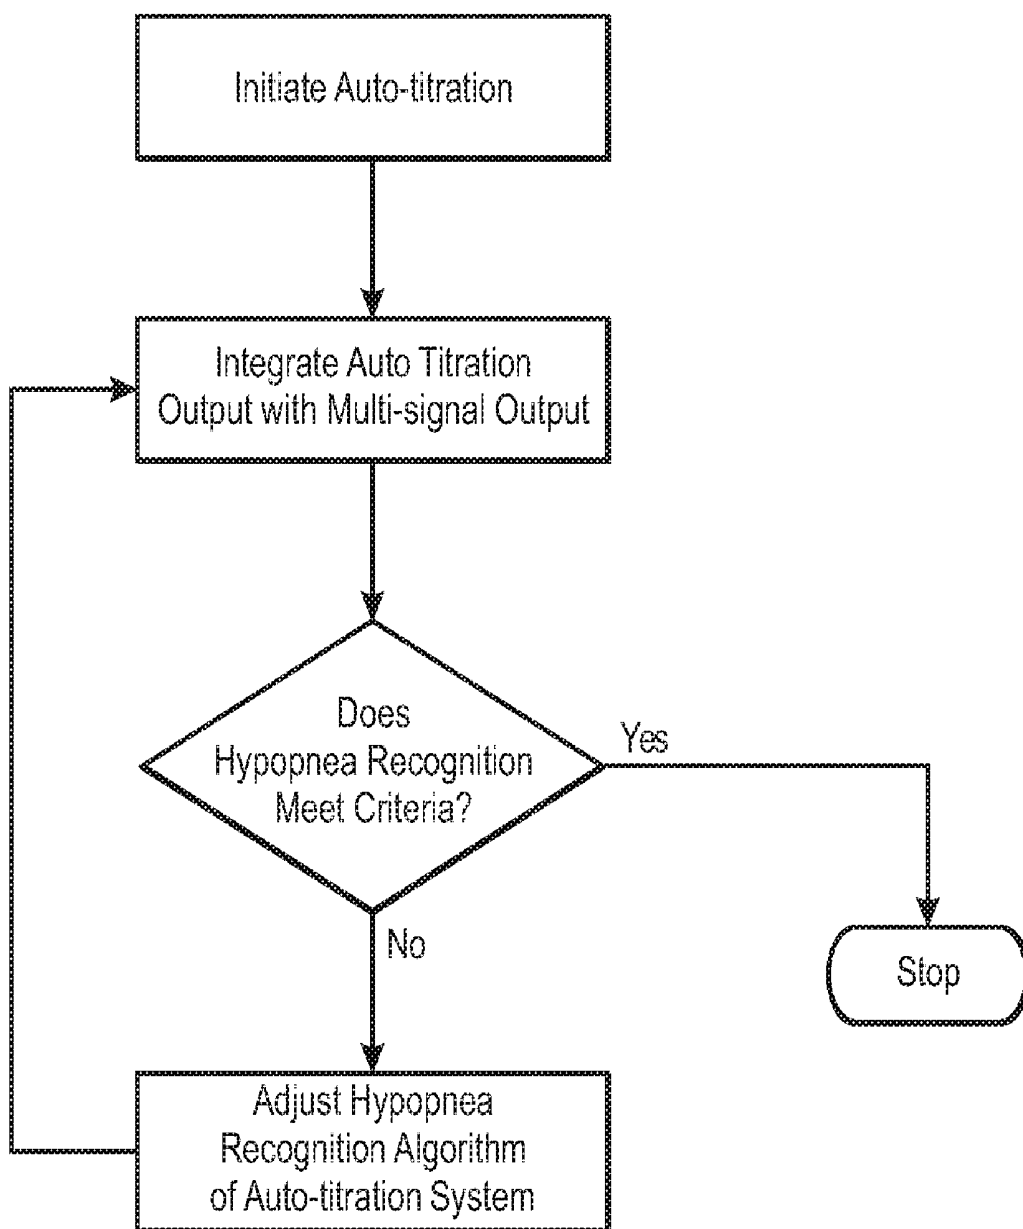 Initiate Auto-titration
Integrate Auto Titration
Output with Multi-signal Output
Does
Hypopnea Recognition
Meet Criteria?
Yes
No
Stop
Adjust Hypopnea
Recognition Algorithm
of Auto-titration System